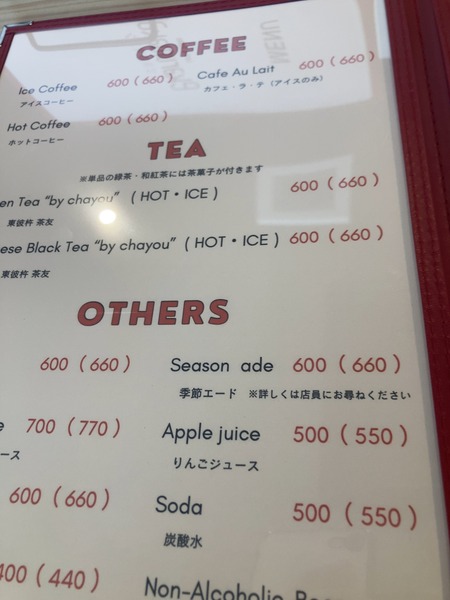 COFFEE
Ice Coffee 600 (660) Cafe Au Lait 600 (660)
アイスコーヒー カフェ・ラ・テ (アイスのみ)
Hot Coffee 600 (660)
ホットコーヒー
TEA
※単品の緑茶・和紅茶には茶菓子が付きます
en Tea “by chayou” ( HOT・ICE ) 600 (660)
東彼杵 茶友
ese Black Tea “by chayou” ( HOT・ICE ) 600 (660)
東彼杵 茶友
OTHERS
600 (660) Season ade 600 (660)
季節エード ※詳しくは店員にお尋ねください
e 700 (770) Apple juice 500 (550)
ース りんごジュース
600 (660) Soda 500 (550)
炭酸水
400 (440) Non-Alcoholic